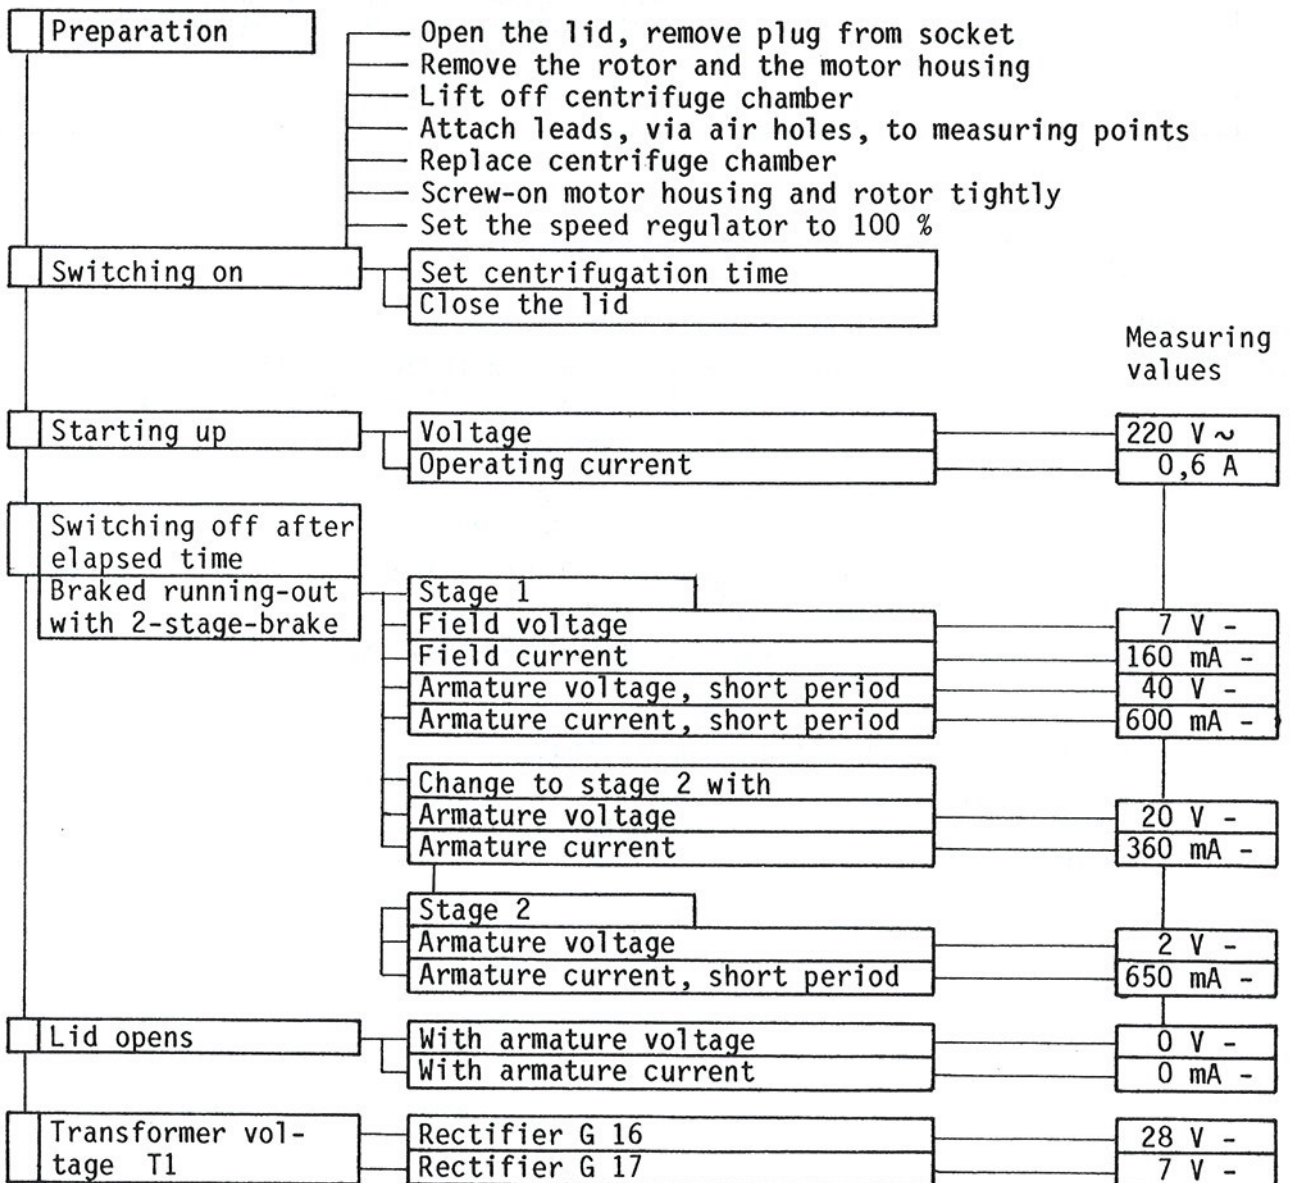 Preparation
Open the lid, remove plug from socket
Remove the rotor and the motor housing
Lift off centrifuge chamber
Attach leads, via air holes, to measuring points
Replace centrifuge chamber
Screw-on motor housing and rotor tightly
Set the speed regulator to 100 %
Switching on
Set centrifugation time
Close the lid
Measuring
values
Starting up
Voltage 220 V ~
Operating current 0,6 A
Switching off after
elapsed time
Braked running-out
with 2-stage-brake
Stage 1
Field voltage 7 V -
Field current 160 mA -
Armature voltage, short period 40 V -
Armature current, short period 600 mA -
Change to stage 2 with
Armature voltage 20 V -
Armature current 360 mA -
Stage 2
Armature voltage 2 V -
Armature current, short period 650 mA -
Lid opens
With armature voltage 0 V -
With armature current 0 mA -
Transformer vol-
tage T1
Rectifier G 16 28 V -
Rectifier G 17 7 V -